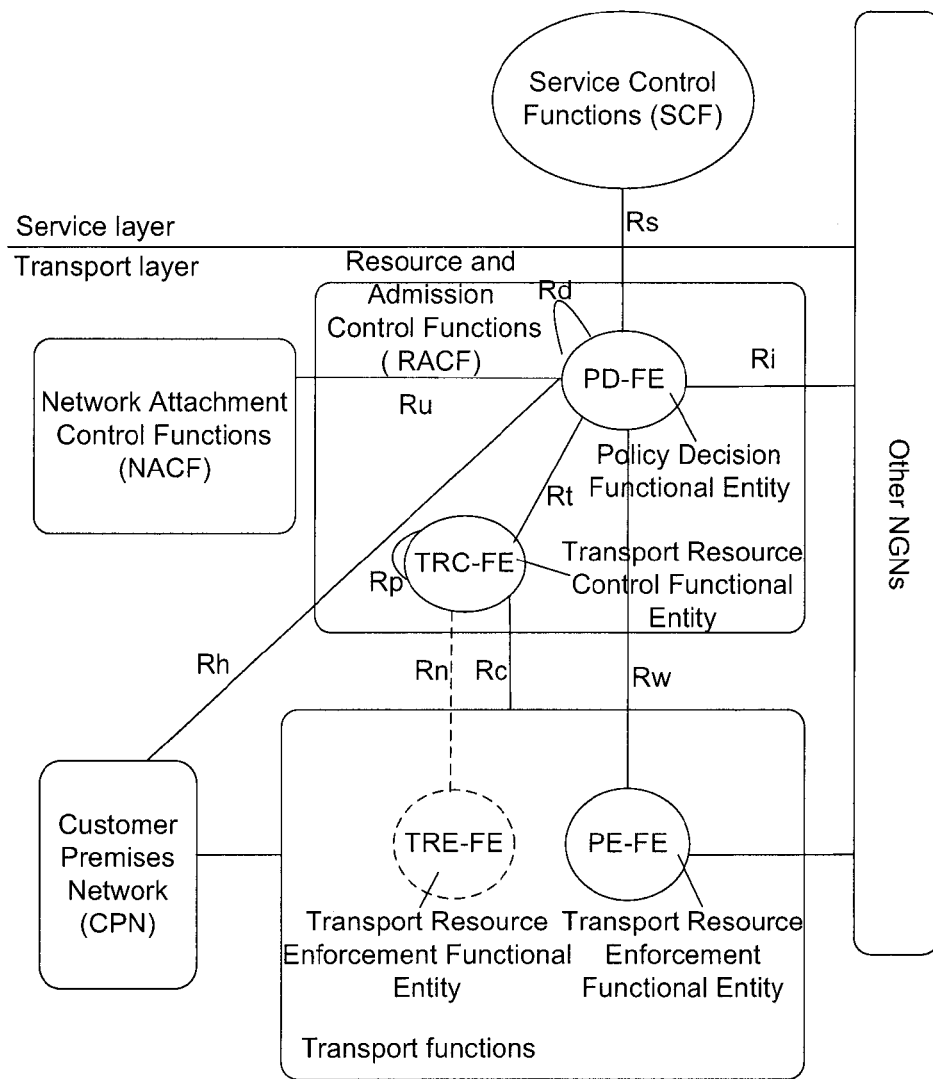 Service Control
Functions (SCF)
Rs
Service layer
Transport layer
Resource and
Admission
Control Functions
( RACF)
Rd
PD-FE
Ri
Network Attachment
Control Functions
(NACF)
Ru
Policy Decision
Functional Entity
Rt
Other NGNs
TRC-FE
Rp
Transport Resource
Control Functional
Entity
Rh
Rn
Rc
Rw
Customer
Premises
Network
(CPN)
TRE-FE
PE-FE
Transport Resource
Enforcement Functional
Entity
Transport Resource
Enforcement
Functional Entity
Transport functions